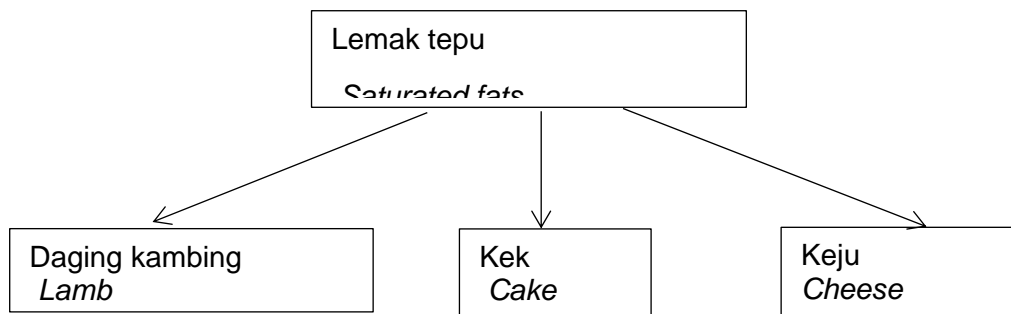 Lemak tepu
Saturated fats
Daging kambing
Lamb
Kek
Cake
Keju
Cheese